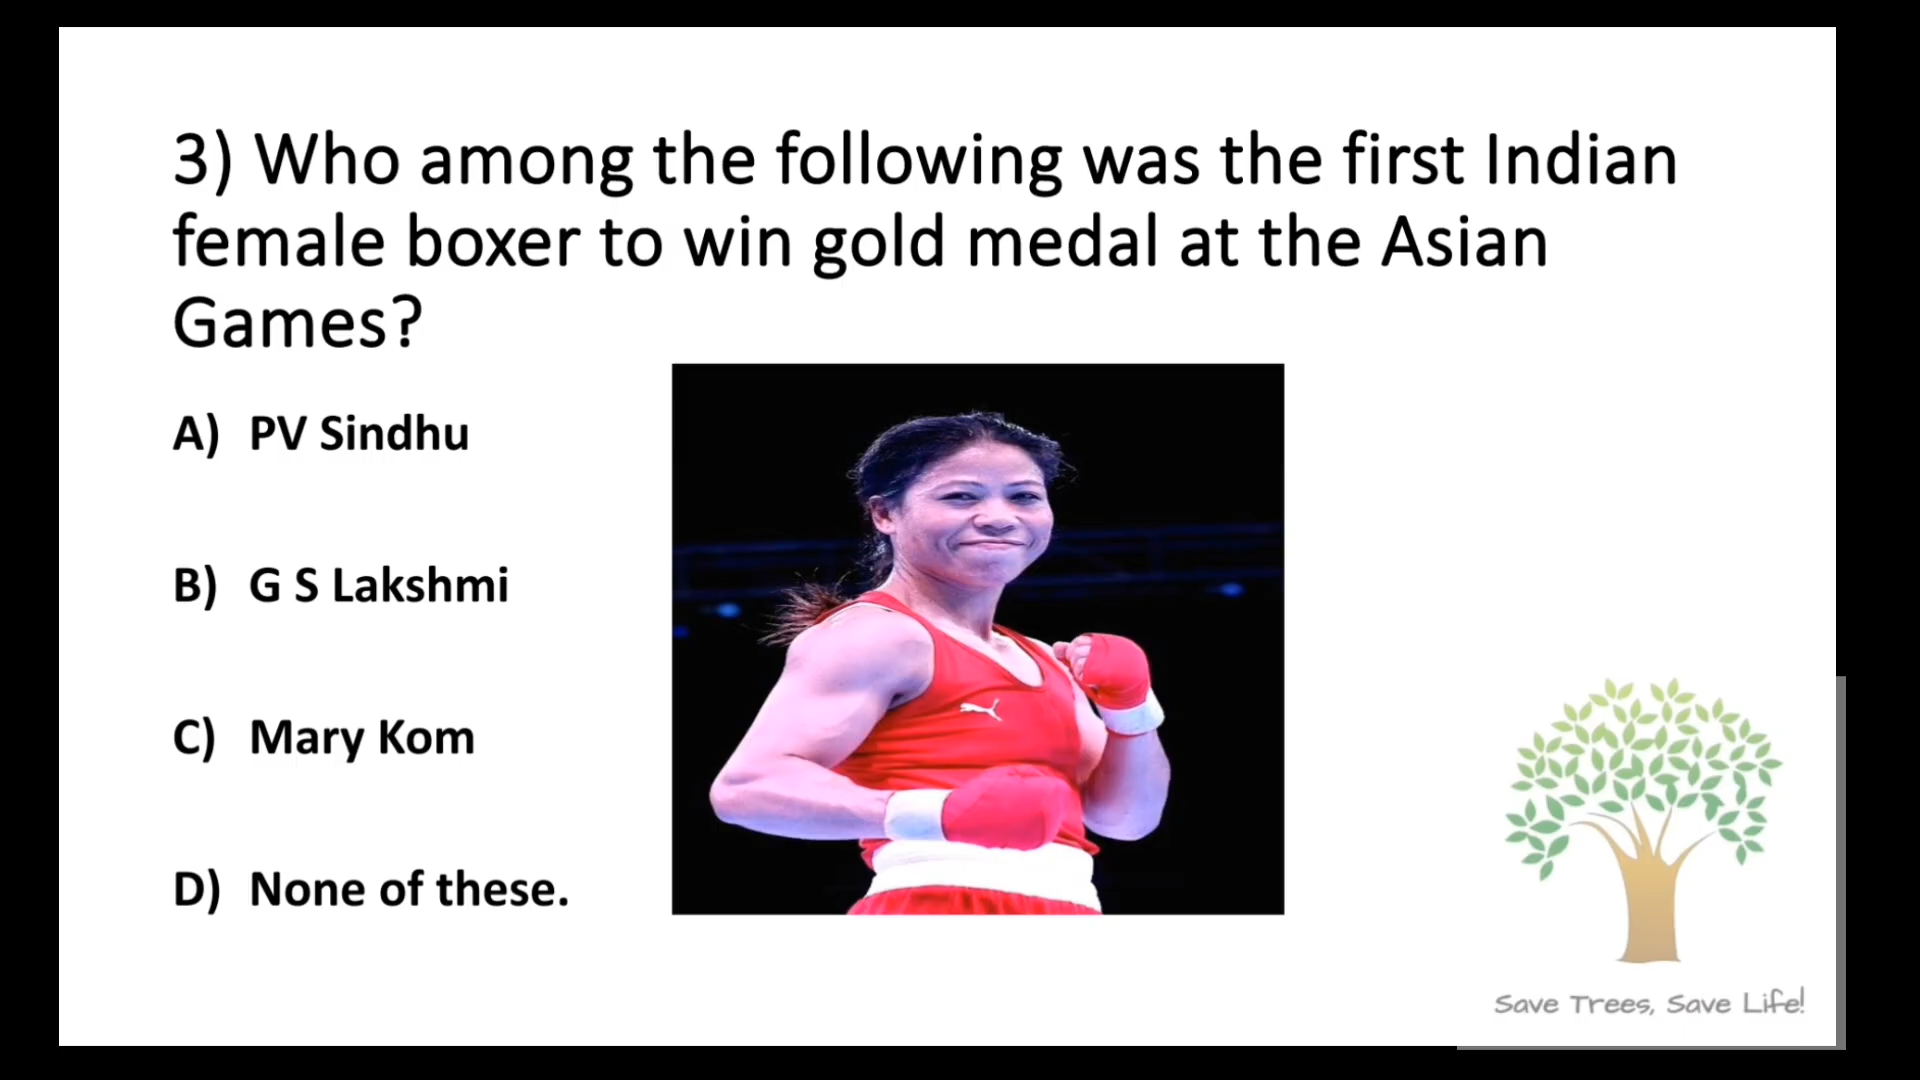 3) Who among the following was the first Indian
female boxer to win gold medal at the Asian
Games?
A) PV Sindhu
B) G S Lakshmi
C) Mary Kom
D) None of these.
Save Trees, Save Life!